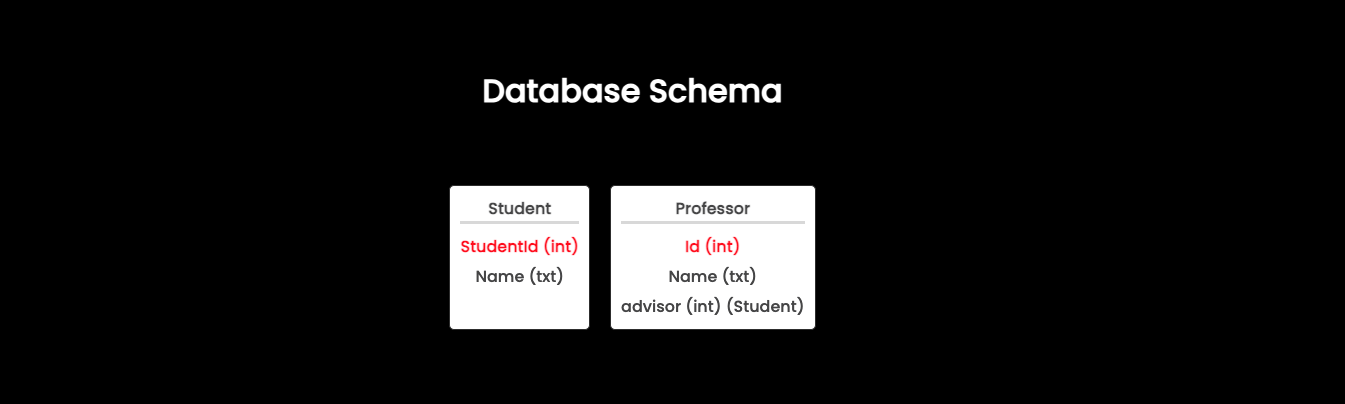 Database Schema
Student
StudentId (int)
Name (txt)
Professor
Id (int)
Name (txt)
advisor (int) (Student)